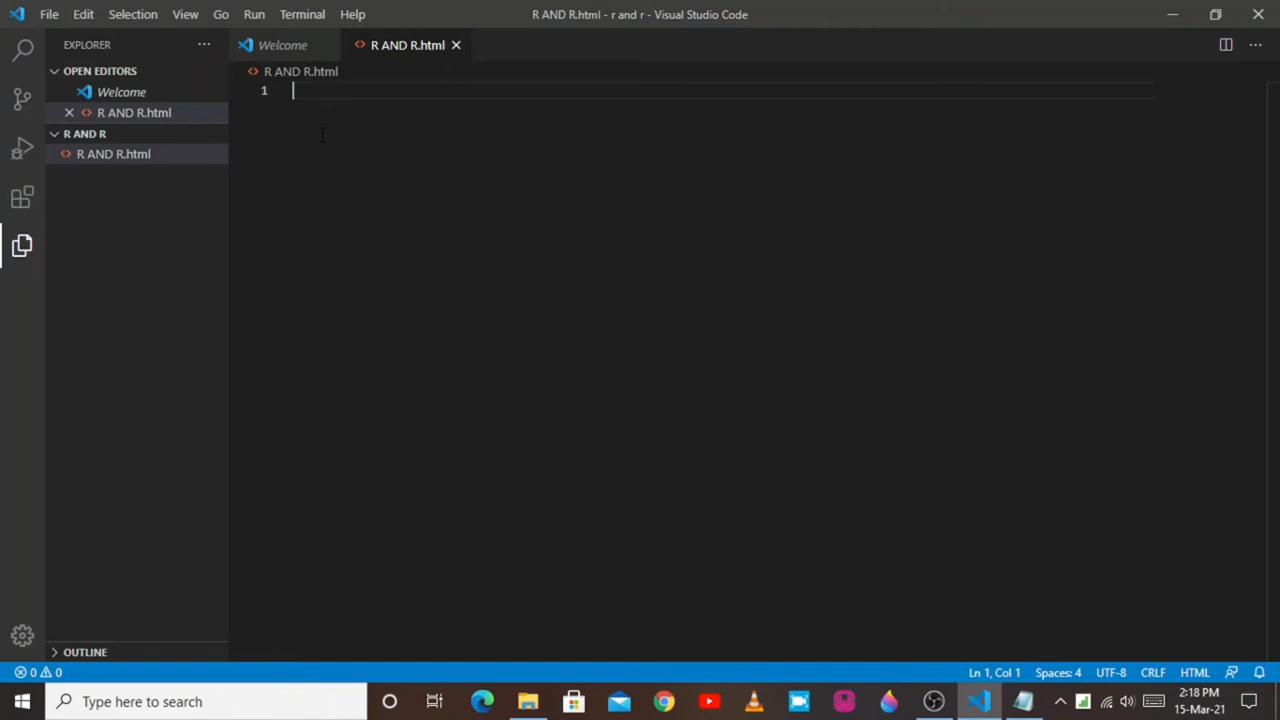 File Edit Selection View Go Run Terminal Help
R AND R.html - r and r - Visual Studio Code
EXPLORER
Welcome
R AND R.html
OPEN EDITORS
R AND R.html
1
Welcome
R AND R.html
R AND R
R AND R.html
OUTLINE
0 0
Ln 1, Col 1 Spaces: 4 UTF-8 CRLF HTML
Type here to search
2:18 PM
15-Mar-21